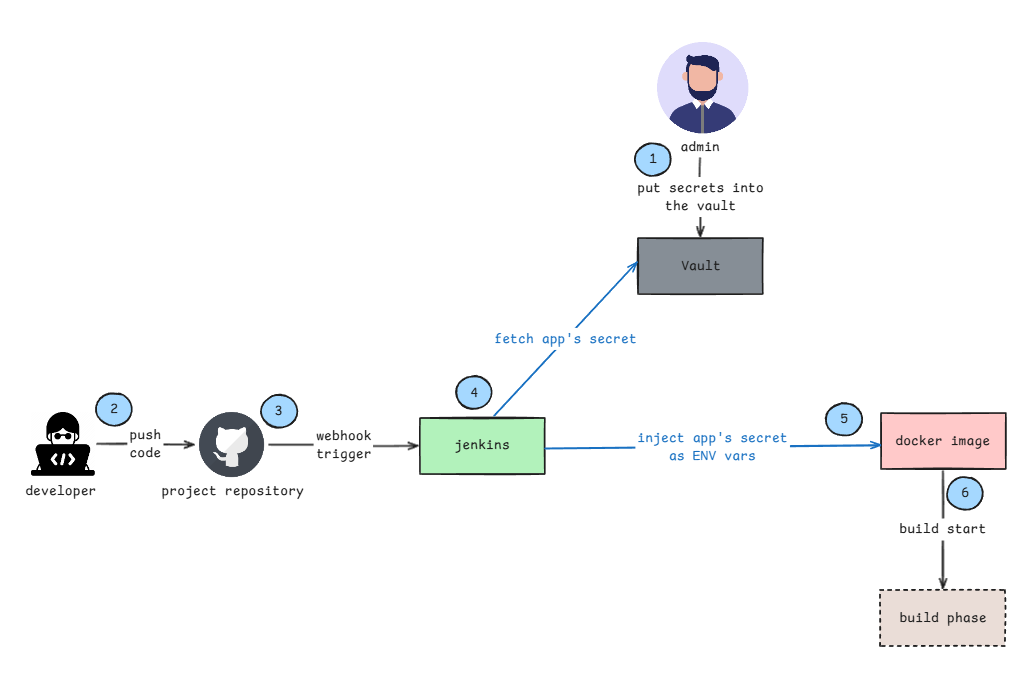 admin
1
put secrets into
the vault
Vault
fetch app's secret
4
2
3
5
push
code
webhook
trigger
jenkins
inject app's secret
as ENV vars
docker image
developer
project repository
6
build start
build phase